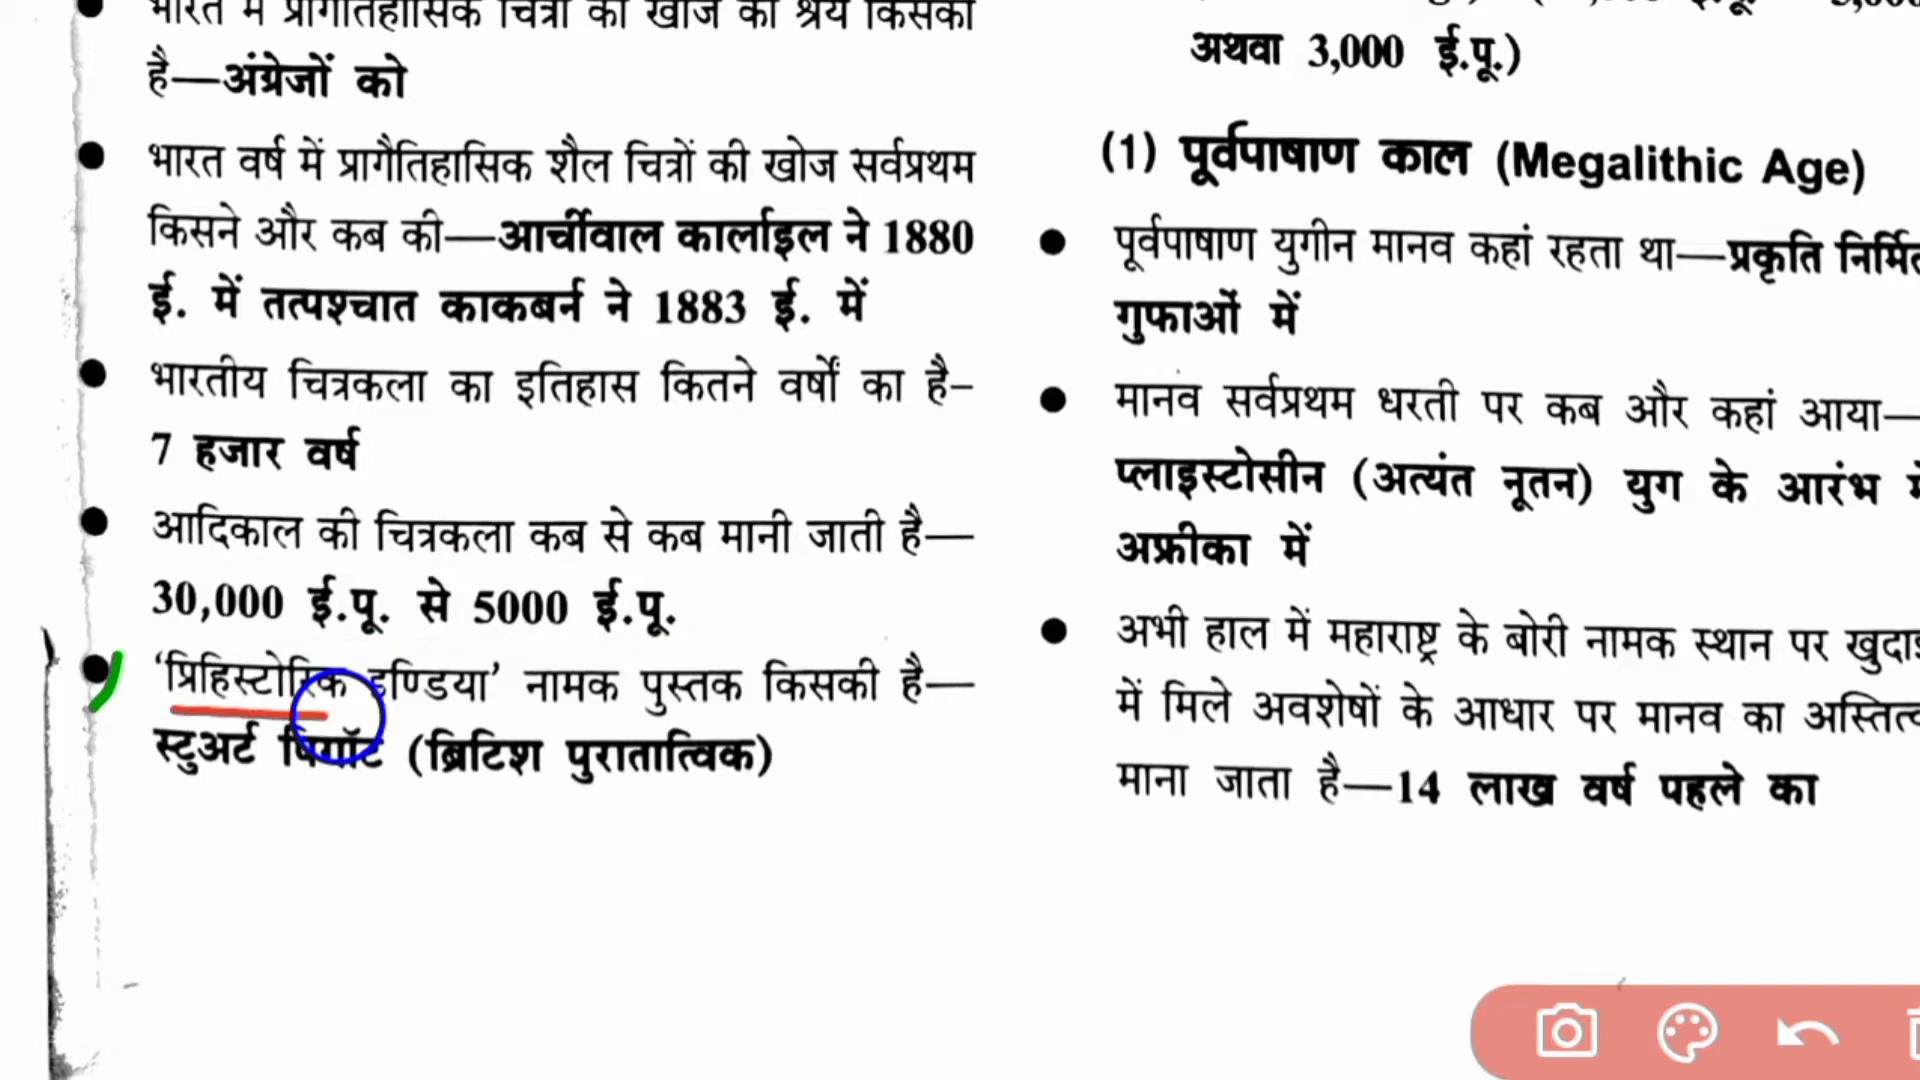 भारत में प्रागैतिहासिक चित्रों की खोज का श्रेय किसको
है—अंग्रेजों को
भारत वर्ष में प्रागैतिहासिक शैल चित्रों की खोज सर्वप्रथम
किसने और कब की—आर्चीवाल कार्लाइल ने 1880
ई. में तत्पश्चात काकबर्न ने 1883 ई. में
भारतीय चित्रकला का इतिहास कितने वर्षों का है–
7 हजार वर्ष
आदिकाल की चित्रकला कब से कब मानी जाती है—
30,000 ई.पू. से 5000 ई.पू.
‘प्रिहिस्टोरिक इण्डिया’ नामक पुस्तक किसकी है—
स्टुअर्ट पिगॉट (ब्रिटिश पुरातात्विक)
अथवा 3,000 ई.पू.)
(1) पूर्वपाषाण काल (Megalithic Age)
पूर्वपाषाण युगीन मानव कहां रहता था—प्रकृति निर्मित
गुफाओं में
मानव सर्वप्रथम धरती पर कब और कहां आया—
प्लाइस्टोसीन (अत्यंत नूतन) युग के आरंभ में
अफ्रीका में
अभी हाल में महाराष्ट्र के बोरी नामक स्थान पर खुदाई
में मिले अवशेषों के आधार पर मानव का अस्तित्व
माना जाता है—14 लाख वर्ष पहले का